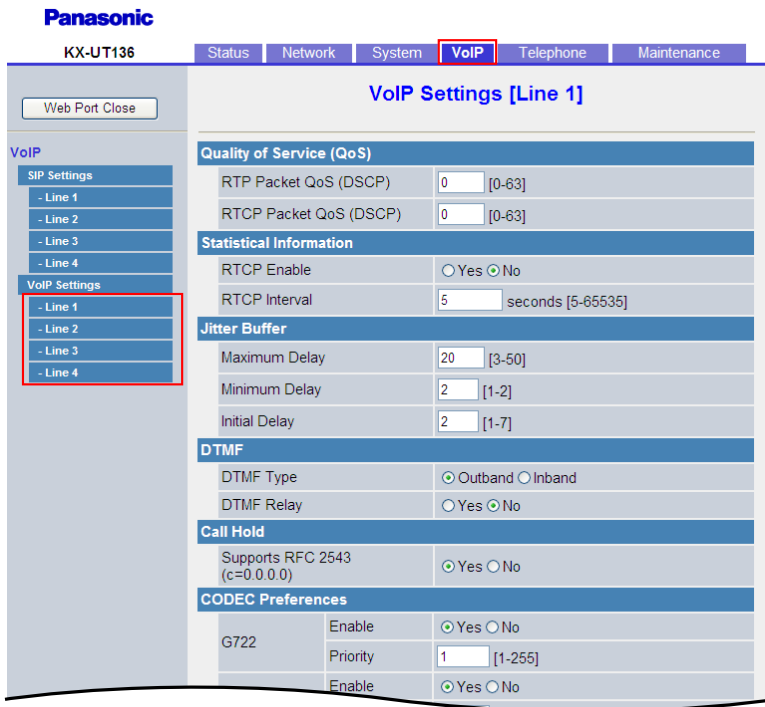 Panasonic
KX-UT136
Status Network System VoIP Telephone Maintenance
Web Port Close
VoIP
SIP Settings
- Line 1
- Line 2
- Line 3
- Line 4
VoIP Settings
- Line 1
- Line 2
- Line 3
- Line 4
VoIP Settings [Line 1]
Quality of Service (QoS)
RTP Packet QoS (DSCP) 0 [0-63]
RTCP Packet QoS (DSCP) 0 [0-63]
Statistical Information
RTCP Enable Yes No
RTCP Interval 5 seconds [5-65535]
Jitter Buffer
Maximum Delay 20 [3-50]
Minimum Delay 2 [1-2]
Initial Delay 2 [1-7]
DTMF
DTMF Type Outband Inband
DTMF Relay Yes No
Call Hold
Supports RFC 2543
(c=0.0.0.0) Yes No
CODEC Preferences
G722 Enable Yes No
Priority 1 [1-255]
Enable Yes No